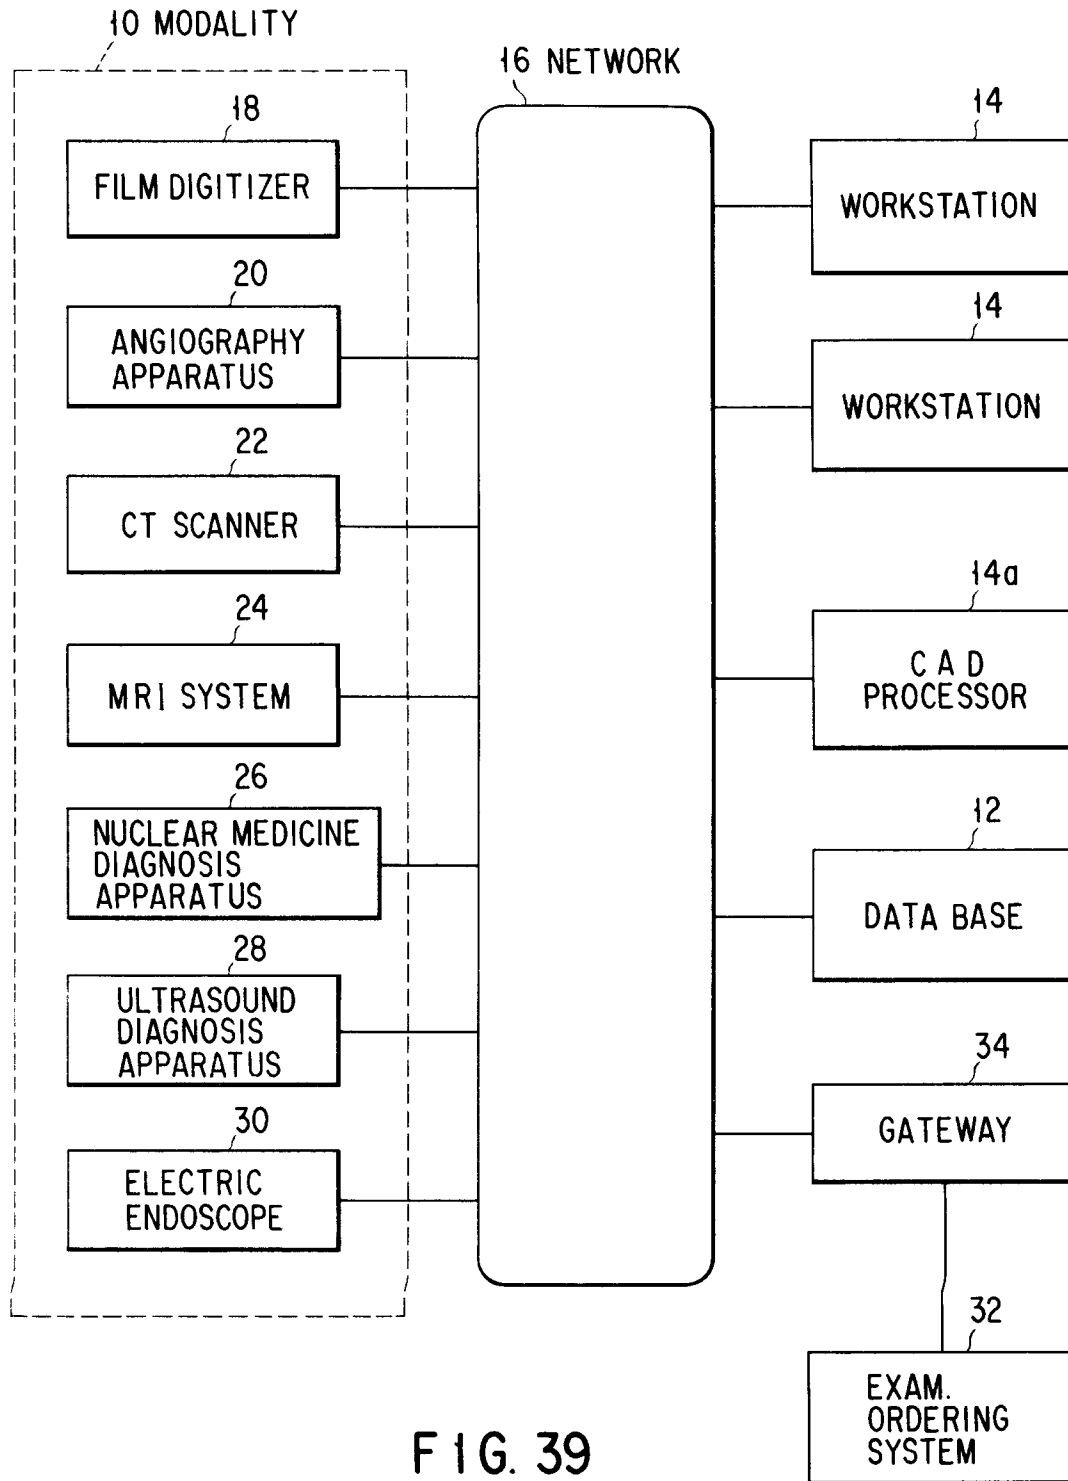 10 MODALITY
18
FILM DIGITIZER
20
ANGIOGRAPHY
APPARATUS
22
CT SCANNER
24
MRI SYSTEM
26
NUCLEAR MEDICINE
DIAGNOSIS
APPARATUS
28
ULTRASOUND
DIAGNOSIS
APPARATUS
30
ELECTRIC
ENDOSCOPE
16 NETWORK
14
WORKSTATION
14
WORKSTATION
14a
CAD
PROCESSOR
12
DATA BASE
34
GATEWAY
32
EXAM.
ORDERING
SYSTEM
FIG. 39